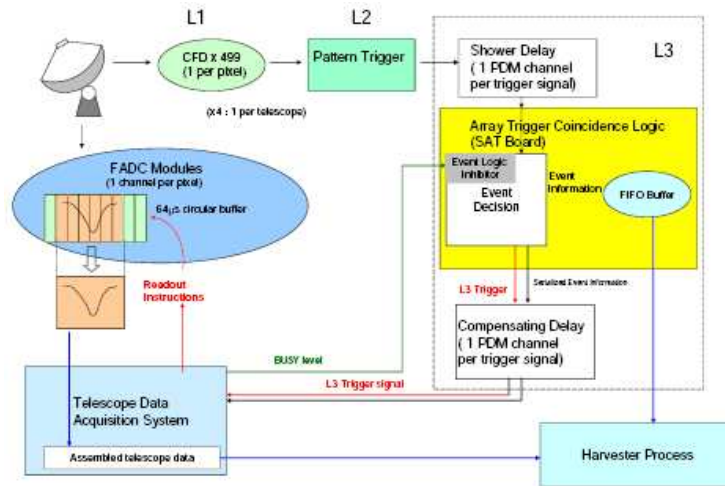 L1
L2
L3
CFD x 499
(1 per pixel)
Pattern Trigger
Shower Delay
( 1 PDM channel
per trigger signal)
(x4 : 1 per telescope)
Array Trigger Coincidence Logic
(SAT Board)
Event Logic
Inhibitor
Event
Decision
Event
Information
FIFO Buffer
FADC Modules
(1 channel per pixel)
64µs circular buffer
Readout
Instructions
L3 Trigger
Serialized Event Information
Compensating Delay
( 1 PDM channel
per trigger signal)
BUSY level
L3 Trigger signal
Telescope Data
Acquisition System
Assembled telescope data
Harvester Process